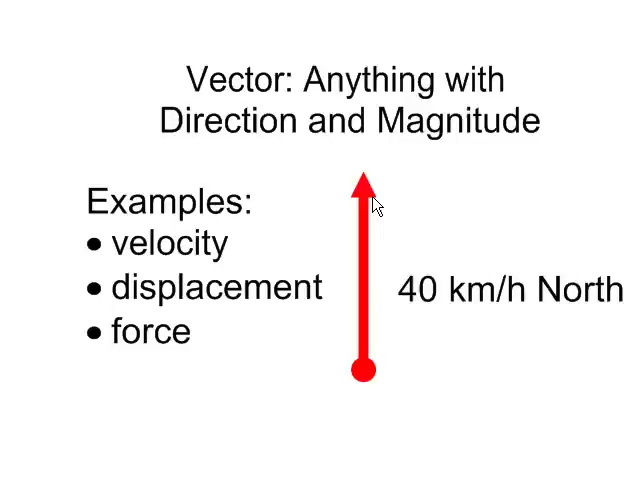 Vector: Anything with
Direction and Magnitude
Examples:
• velocity
• displacement
• force
40 km/h North